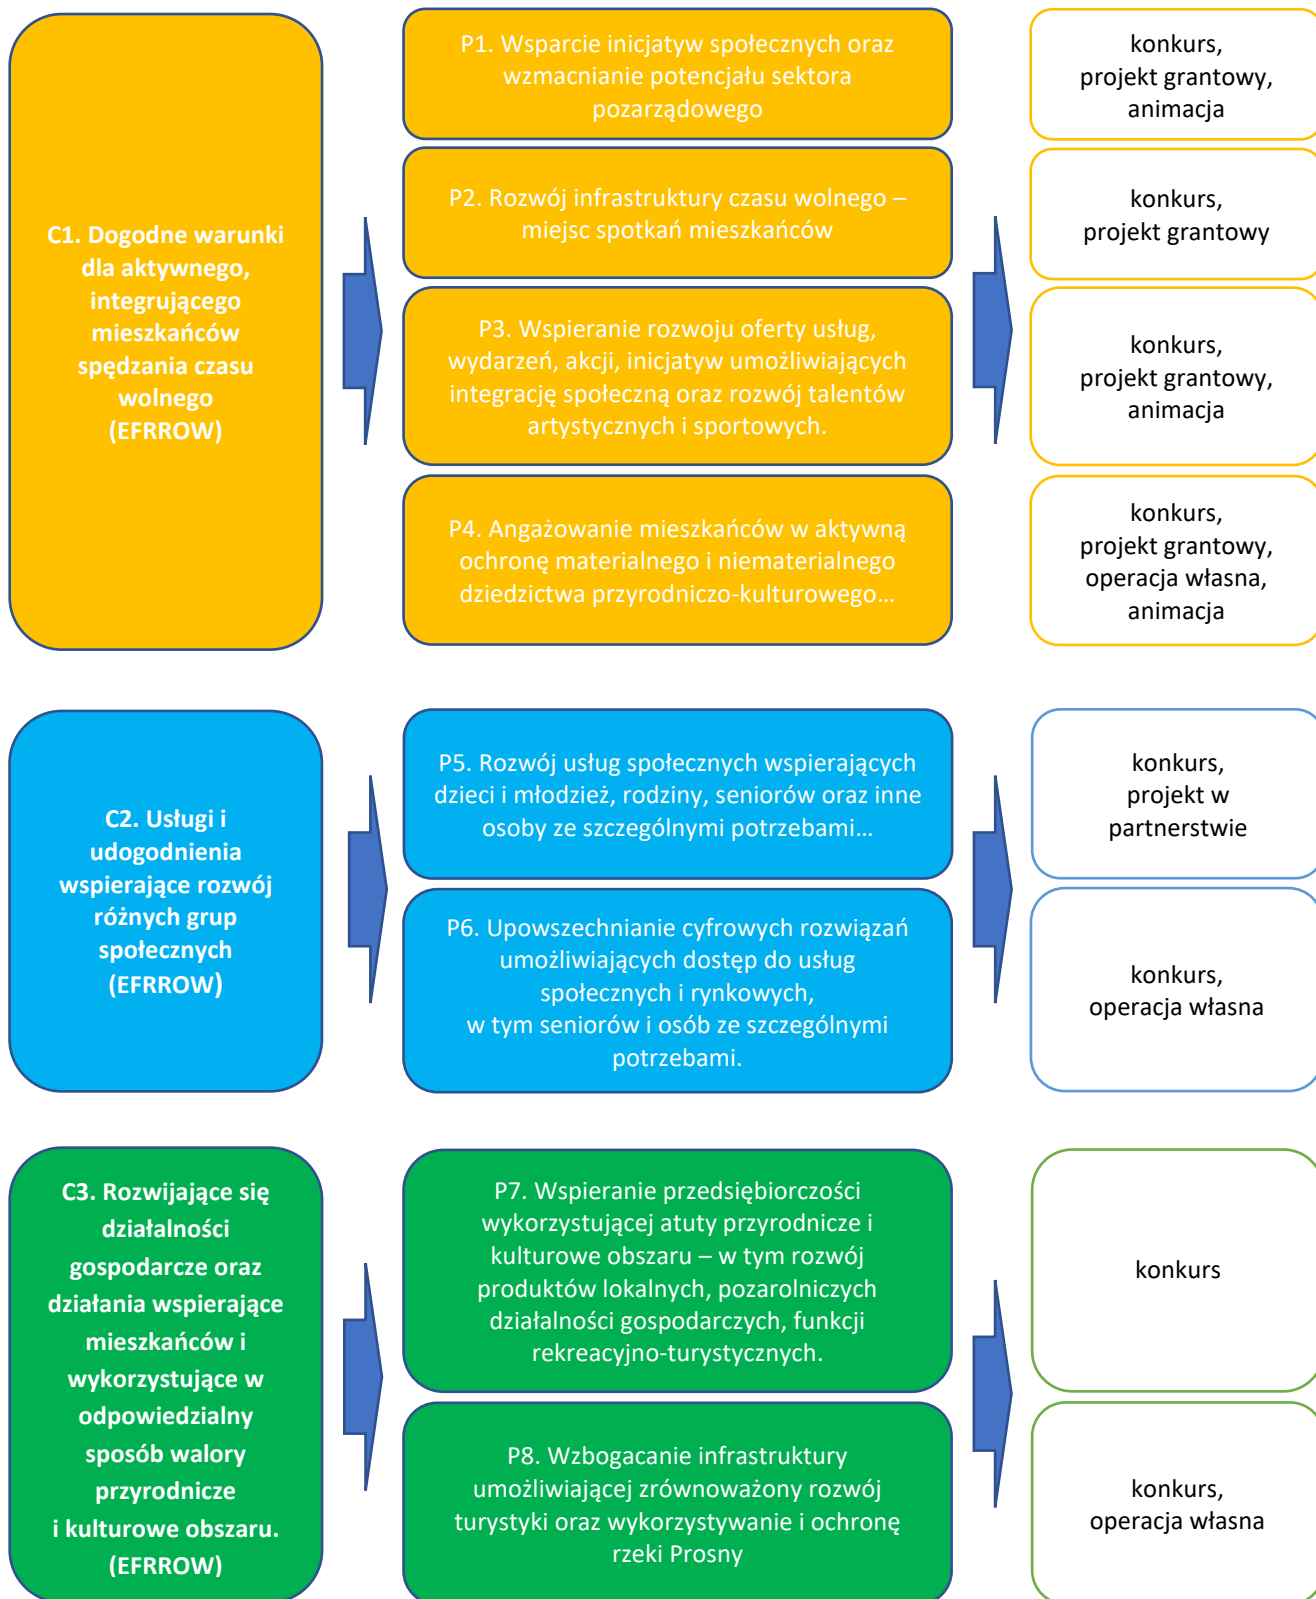 C1. Dogodne warunki
dla aktywnego,
integrującego
mieszkańców
spędzania czasu
wolnego
(EFRROW)
P1. Wsparcie inicjatyw społecznych oraz
wzmacnianie potencjału sektora
pozarządowego
konkurs,
projekt grantowy,
animacja
P2. Rozwój infrastruktury czasu wolnego –
miejsc spotkań mieszkańców
konkurs,
projekt grantowy
P3. Wspieranie rozwoju oferty usług,
wydarzeń, akcji, inicjatyw umożliwiających
integrację społeczną oraz rozwój talentów
artystycznych i sportowych.
konkurs,
projekt grantowy,
animacja
P4. Angażowanie mieszkańców w aktywną
ochronę materialnego i niematerialnego
dziedzictwa przyrodniczo-kulturowego…
konkurs,
projekt grantowy,
operacja własna,
animacja
C2. Usługi i
udogodnienia
wspierające rozwój
różnych grup
społecznych
(EFRROW)
P5. Rozwój usług społecznych wspierających
dzieci i młodzież, rodziny, seniorów oraz inne
osoby ze szczególnymi potrzebami…
konkurs,
projekt w
partnerstwie
P6. Upowszechnianie cyfrowych rozwiązań
umożliwiających dostęp do usług
społecznych i rynkowych,
w tym seniorów i osób ze szczególnymi
potrzebami.
konkurs,
operacja własna
C3. Rozwijające się
działalności
gospodarcze oraz
działania wspierające
mieszkańców i
wykorzystujące w
odpowiedzialny
sposób walory
przyrodnicze
i kulturowe obszaru.
(EFRROW)
P7. Wspieranie przedsiębiorczości
wykorzystującej atuty przyrodnicze i
kulturowe obszaru – w tym rozwój
produktów lokalnych, pozarolniczych
działalności gospodarczych, funkcji
rekreacyjno-turystycznych.
konkurs
P8. Wzbogacanie infrastruktury
umożliwiającej zrównoważony rozwój
turystyki oraz wykorzystywanie i ochronę
rzeki Prosny
konkurs,
operacja własna